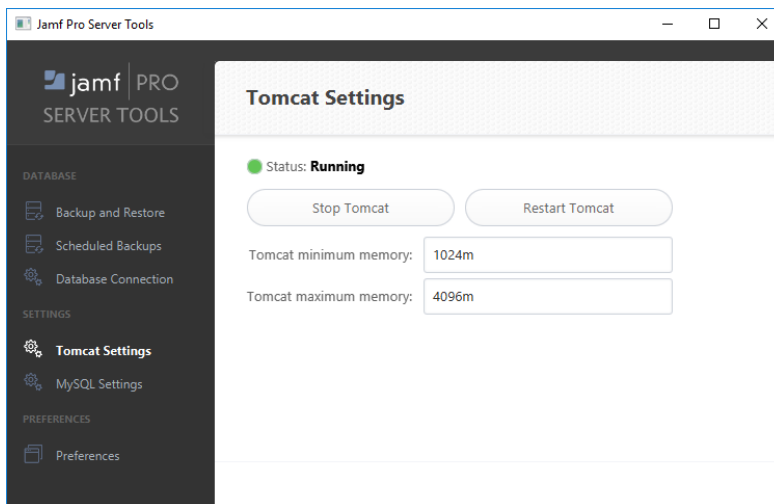 Jamf Pro Server Tools
jamf PRO
SERVER TOOLS
DATABASE
Backup and Restore
Scheduled Backups
Database Connection
SETTINGS
Tomcat Settings
MySQL Settings
PREFERENCES
Preferences
Tomcat Settings
Status: Running
Stop Tomcat Restart Tomcat
Tomcat minimum memory: 1024m
Tomcat maximum memory: 4096m